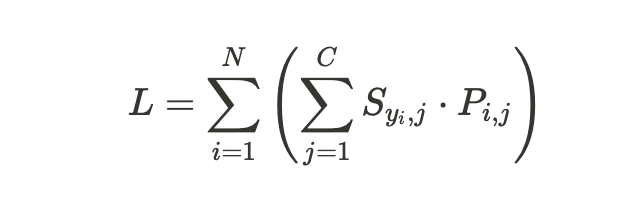 L = \sum_{i=1}^{N} \left( \sum_{j=1}^{C} S_{y_i,j} \cdot P_{i,j} \right)